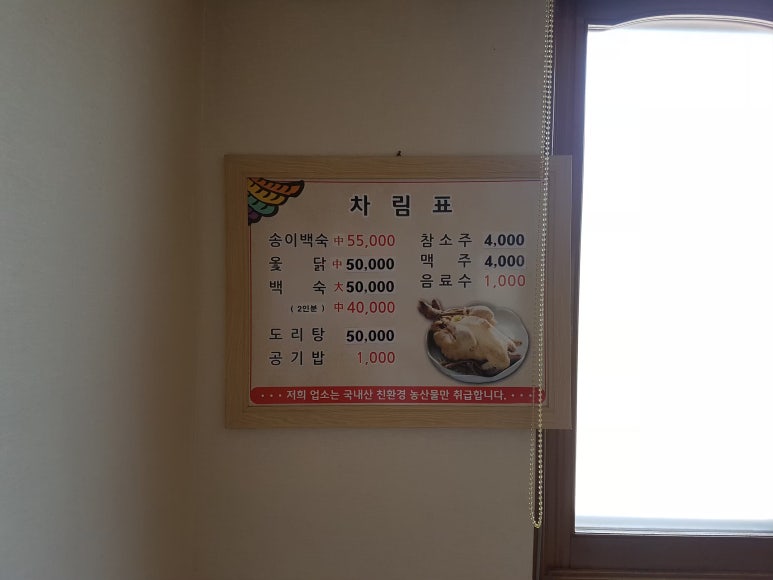 차 림 표
송이백숙 中 55,000
옻 닭 中 50,000
백 숙 大 50,000
( 2인분 ) 中 40,000
도 리 탕 50,000
공 기 밥 1,000
참 소 주 4,000
맥 주 4,000
음 료 수 1,000
··· 저희 업소는 국내산 친환경 농산물만 취급합니다. ···